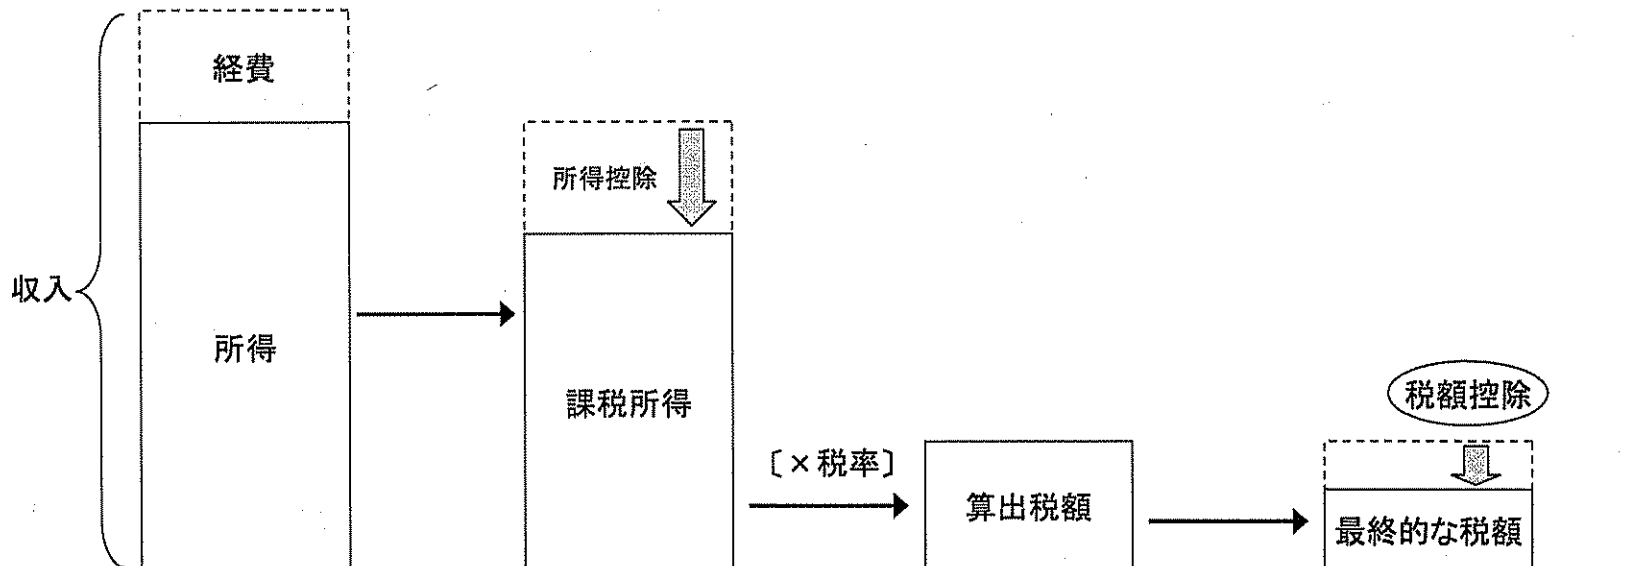 経費
所得控除
収入
所得
課税所得
税額控除
〔×税率〕
算出税額
最終的な税額